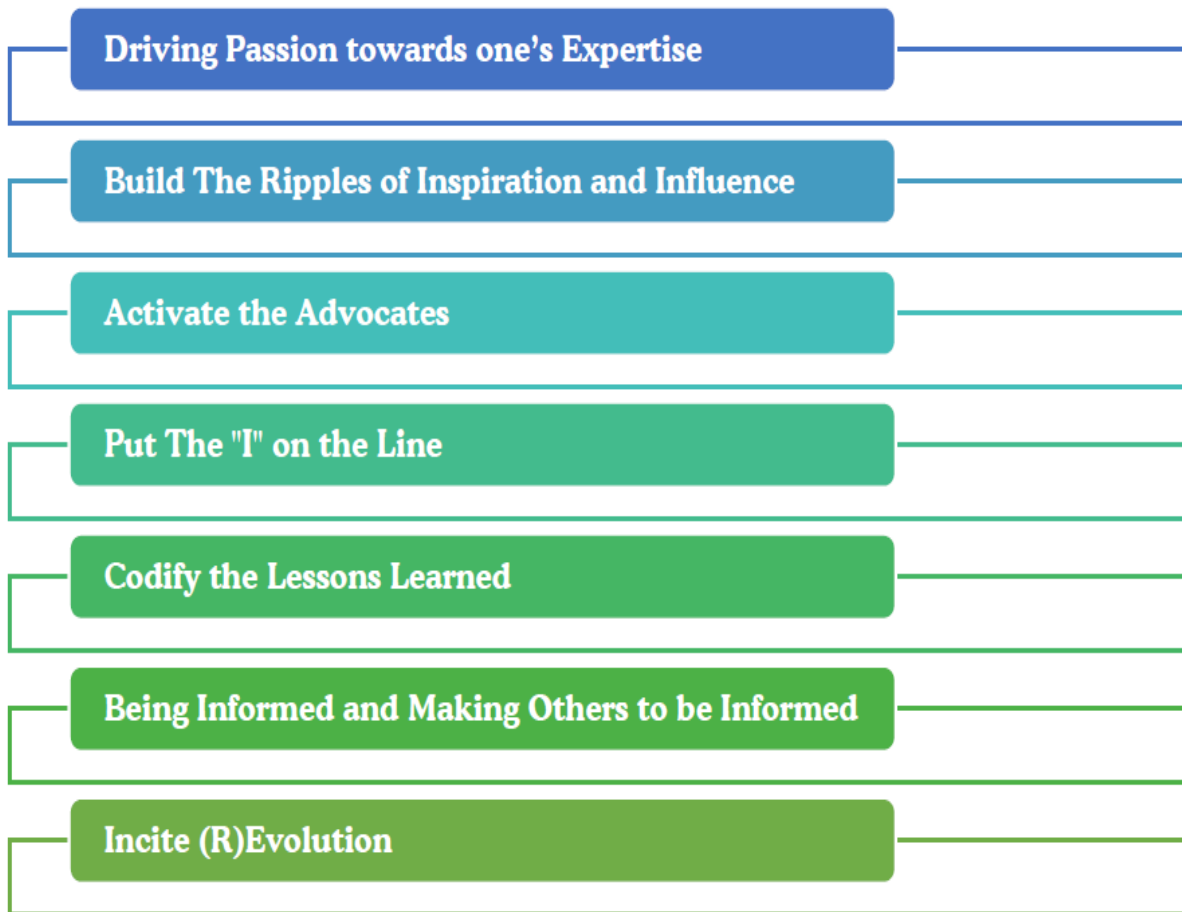 Driving Passion towards one’s Expertise
Build The Ripples of Inspiration and Influence
Activate the Advocates
Put The "I" on the Line
Codify the Lessons Learned
Being Informed and Making Others to be Informed
Incite (R)Evolution